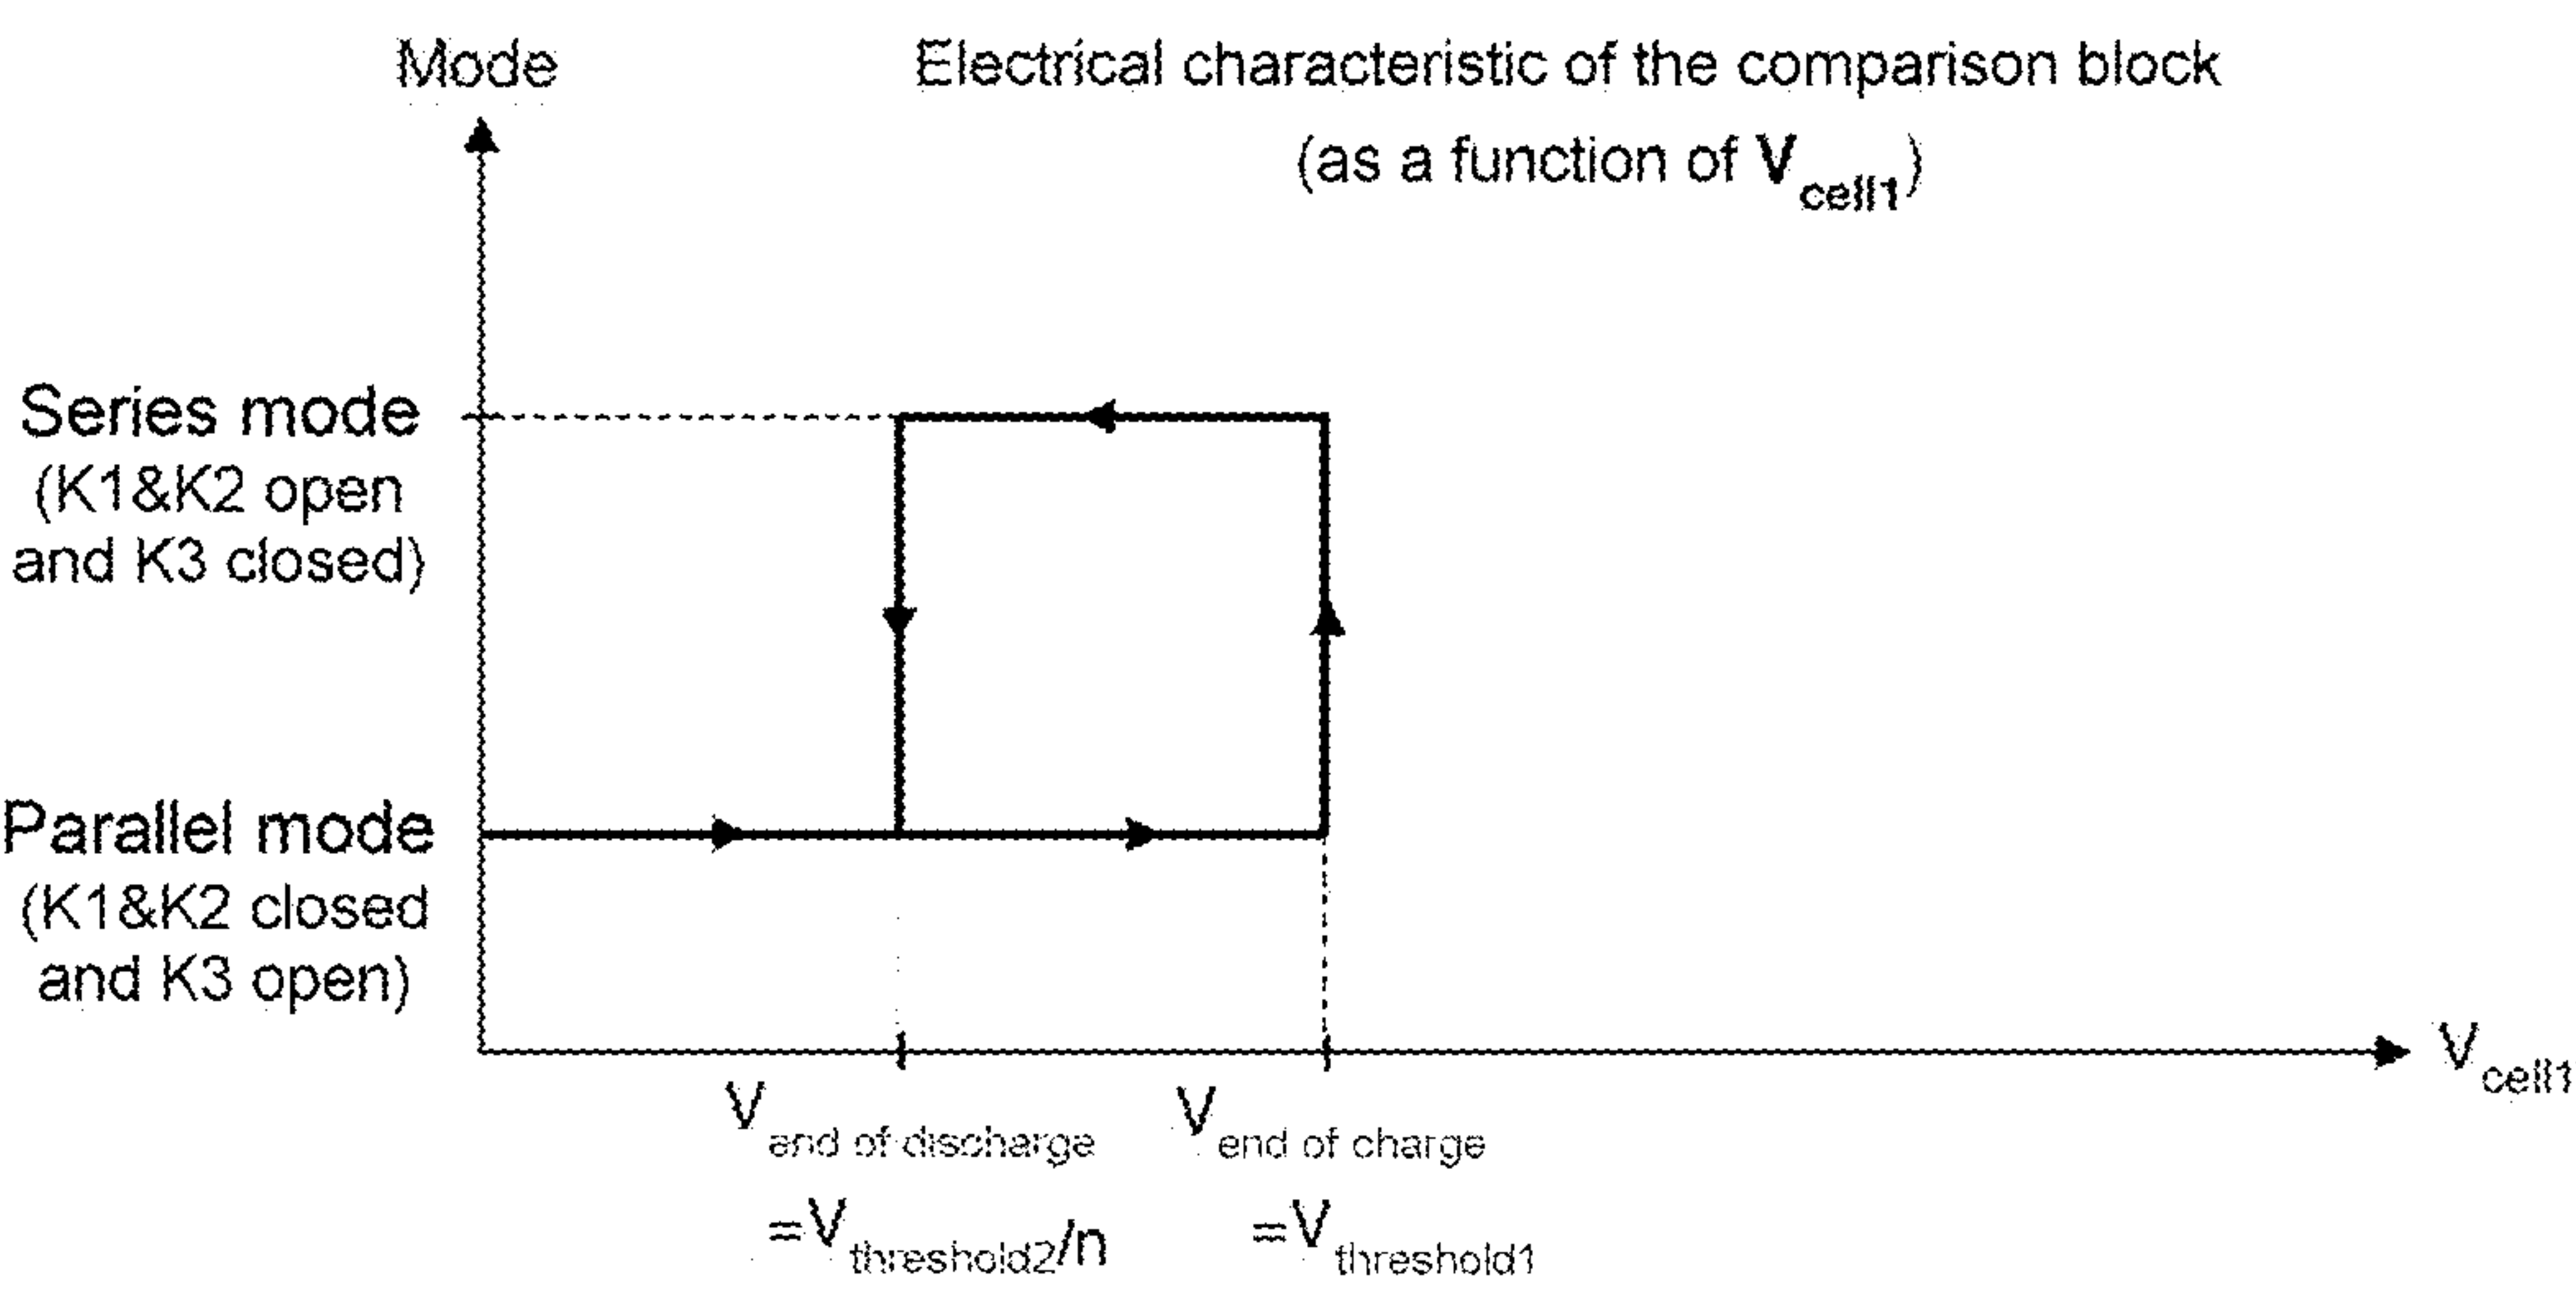 Mode
Electrical characteristic of the comparison block
(as a function of Vcell1)
Series mode
(K1&K2 open
and K3 closed)
Parallel mode
(K1&K2 closed
and K3 open)
Vcell1
Vend of discharge
=Vthreshold2/n
Vend of charge
=Vthreshold1